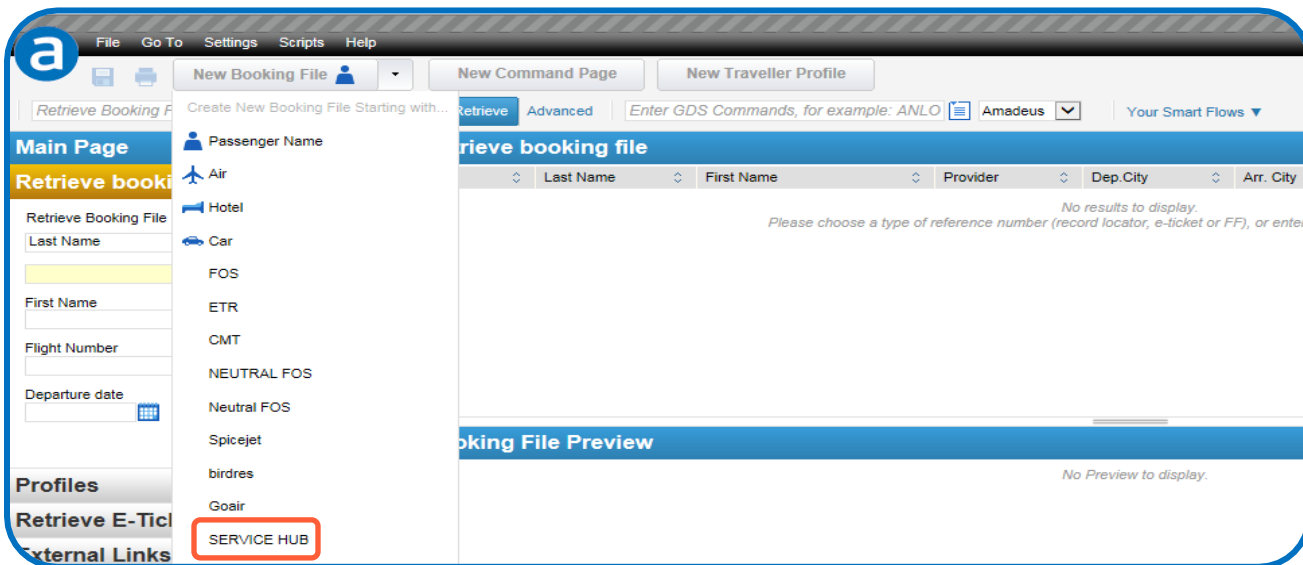 a
File Go To Settings Scripts Help
New Booking File New Command Page New Traveller Profile
Retrieve Booking F Create New Booking File Starting with... Retrieve Advanced Enter GDS Commands, for example: ANLO Amadeus Your Smart Flows
Main Page
Passenger Name
rieve booking file
Retrieve booki
Air
Last Name First Name Provider Dep.City Arr. City
Hotel
No results to display.
Retrieve Booking File
Please choose a type of reference number (record locator, e-ticket or FF), or ente
Last Name
Car
FOS
First Name
ETR
Flight Number
CMT
NEUTRAL FOS
Departure date
Neutral FOS
Spicejet
oking File Preview
birdres
No Preview to display.
Profiles
Goair
Retrieve E-Ticl
SERVICE HUB
External Links